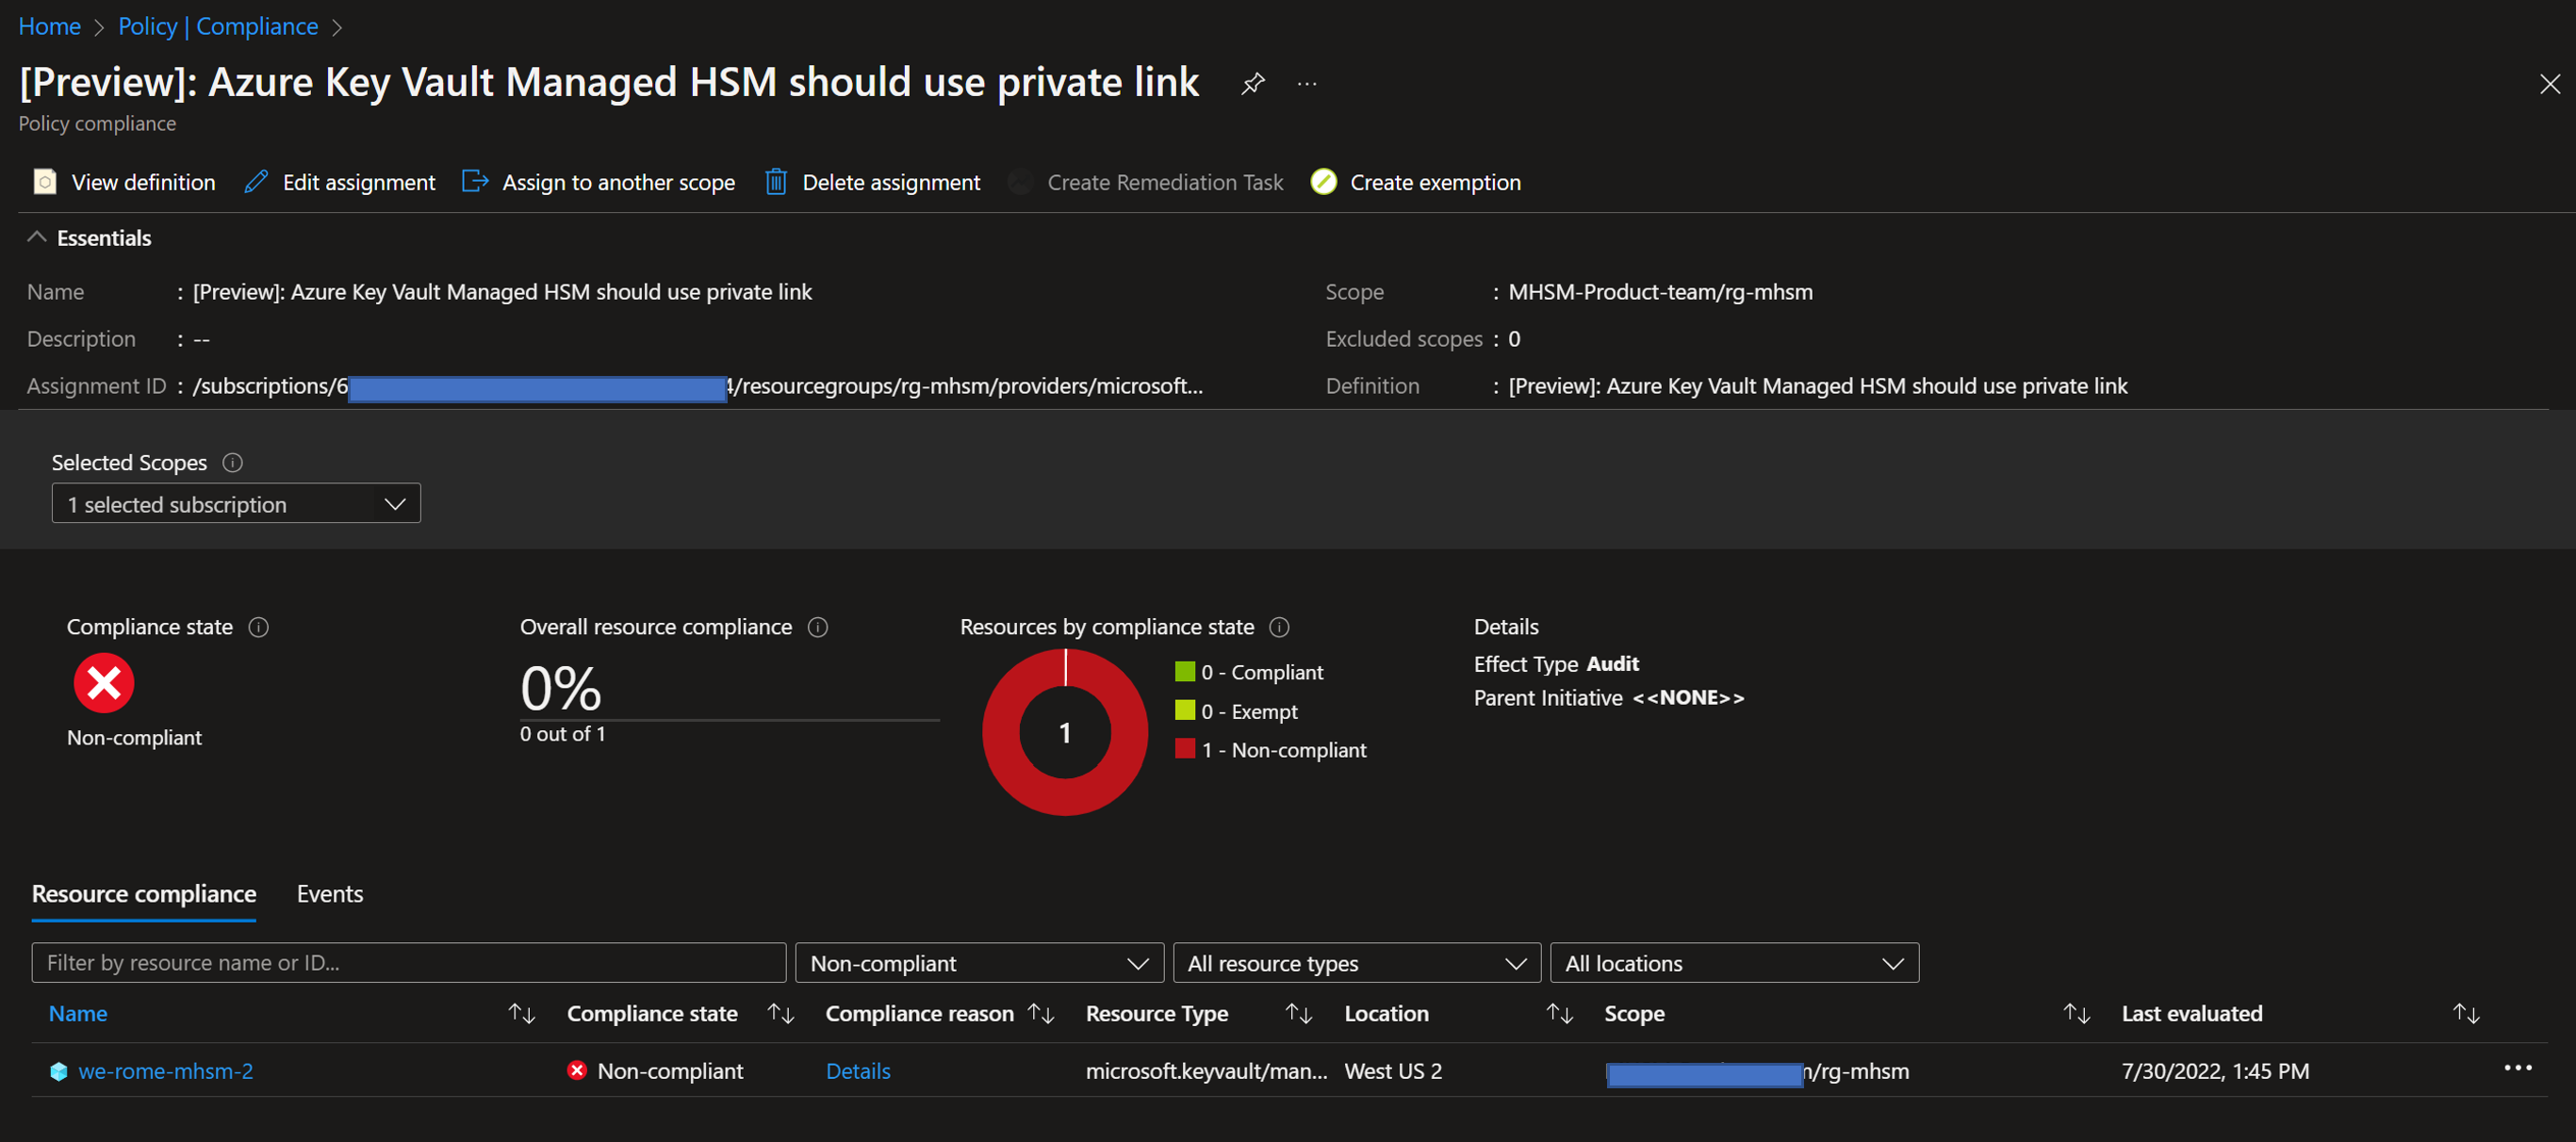 Home > Policy | Compliance >
[Preview]: Azure Key Vault Managed HSM should use private link ...
Policy compliance
View definition Edit assignment Assign to another scope Delete assignment Create Remediation Task Create exemption
Essentials
Name : [Preview]: Azure Key Vault Managed HSM should use private link Scope : MHSM-Product-team/rg-mhsm
Description : -- Excluded scopes : 0
Assignment ID : /subscriptions/6 4/resourcegroups/rg-mhsm/providers/microsoft... Definition : [Preview]: Azure Key Vault Managed HSM should use private link
Selected Scopes
1 selected subscription
Compliance state Overall resource compliance Resources by compliance state Details
Non-compliant
0%
0 out of 1
1
0 - Compliant
0 - Exempt
1 - Non-compliant
Effect Type Audit
Parent Initiative <<NONE>>
Resource compliance Events
Filter by resource name or ID... Non-compliant All resource types All locations
Name Compliance state Compliance reason Resource Type Location Scope Last evaluated
we-rome-mhsm-2 Non-compliant Details microsoft.keyvault/man... West US 2 /rg-mhsm 7/30/2022, 1:45 PM ...